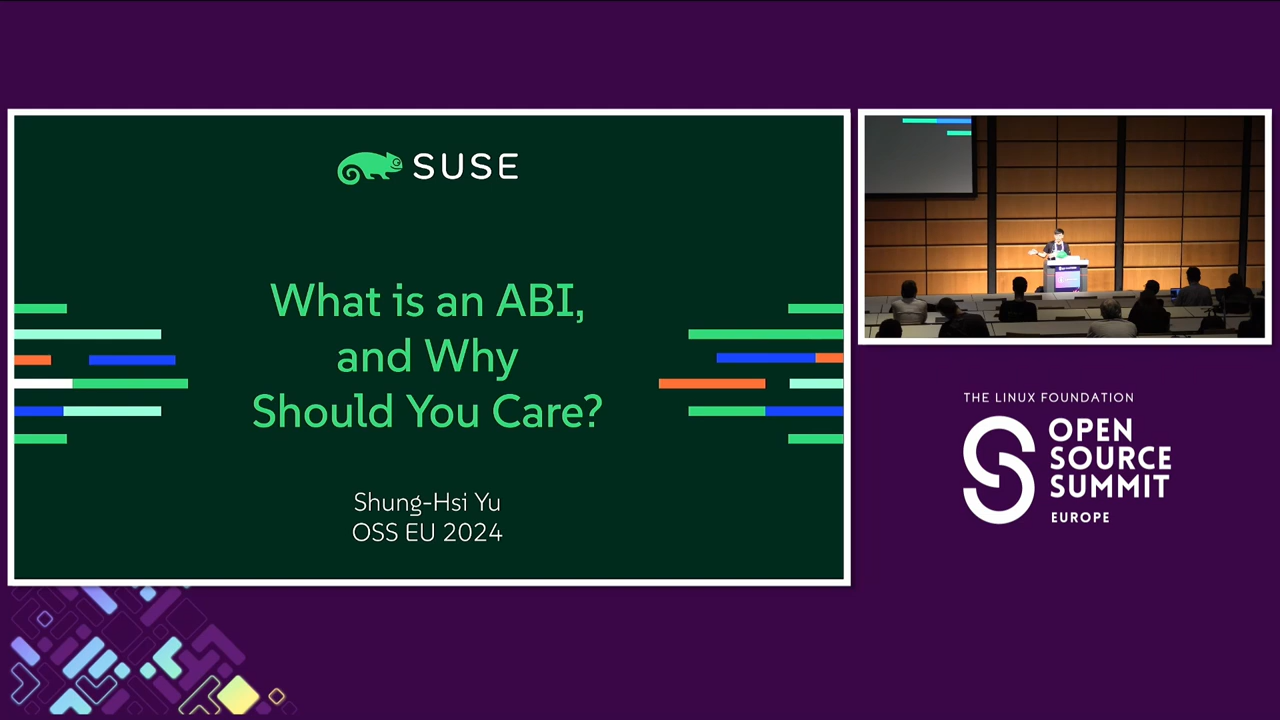 SUSE
What is an ABI,
and Why
Should You Care?
Shung-Hsi Yu
OSS EU 2024
THE LINUX FOUNDATION
OPEN
SOURCE
SUMMIT
EUROPE